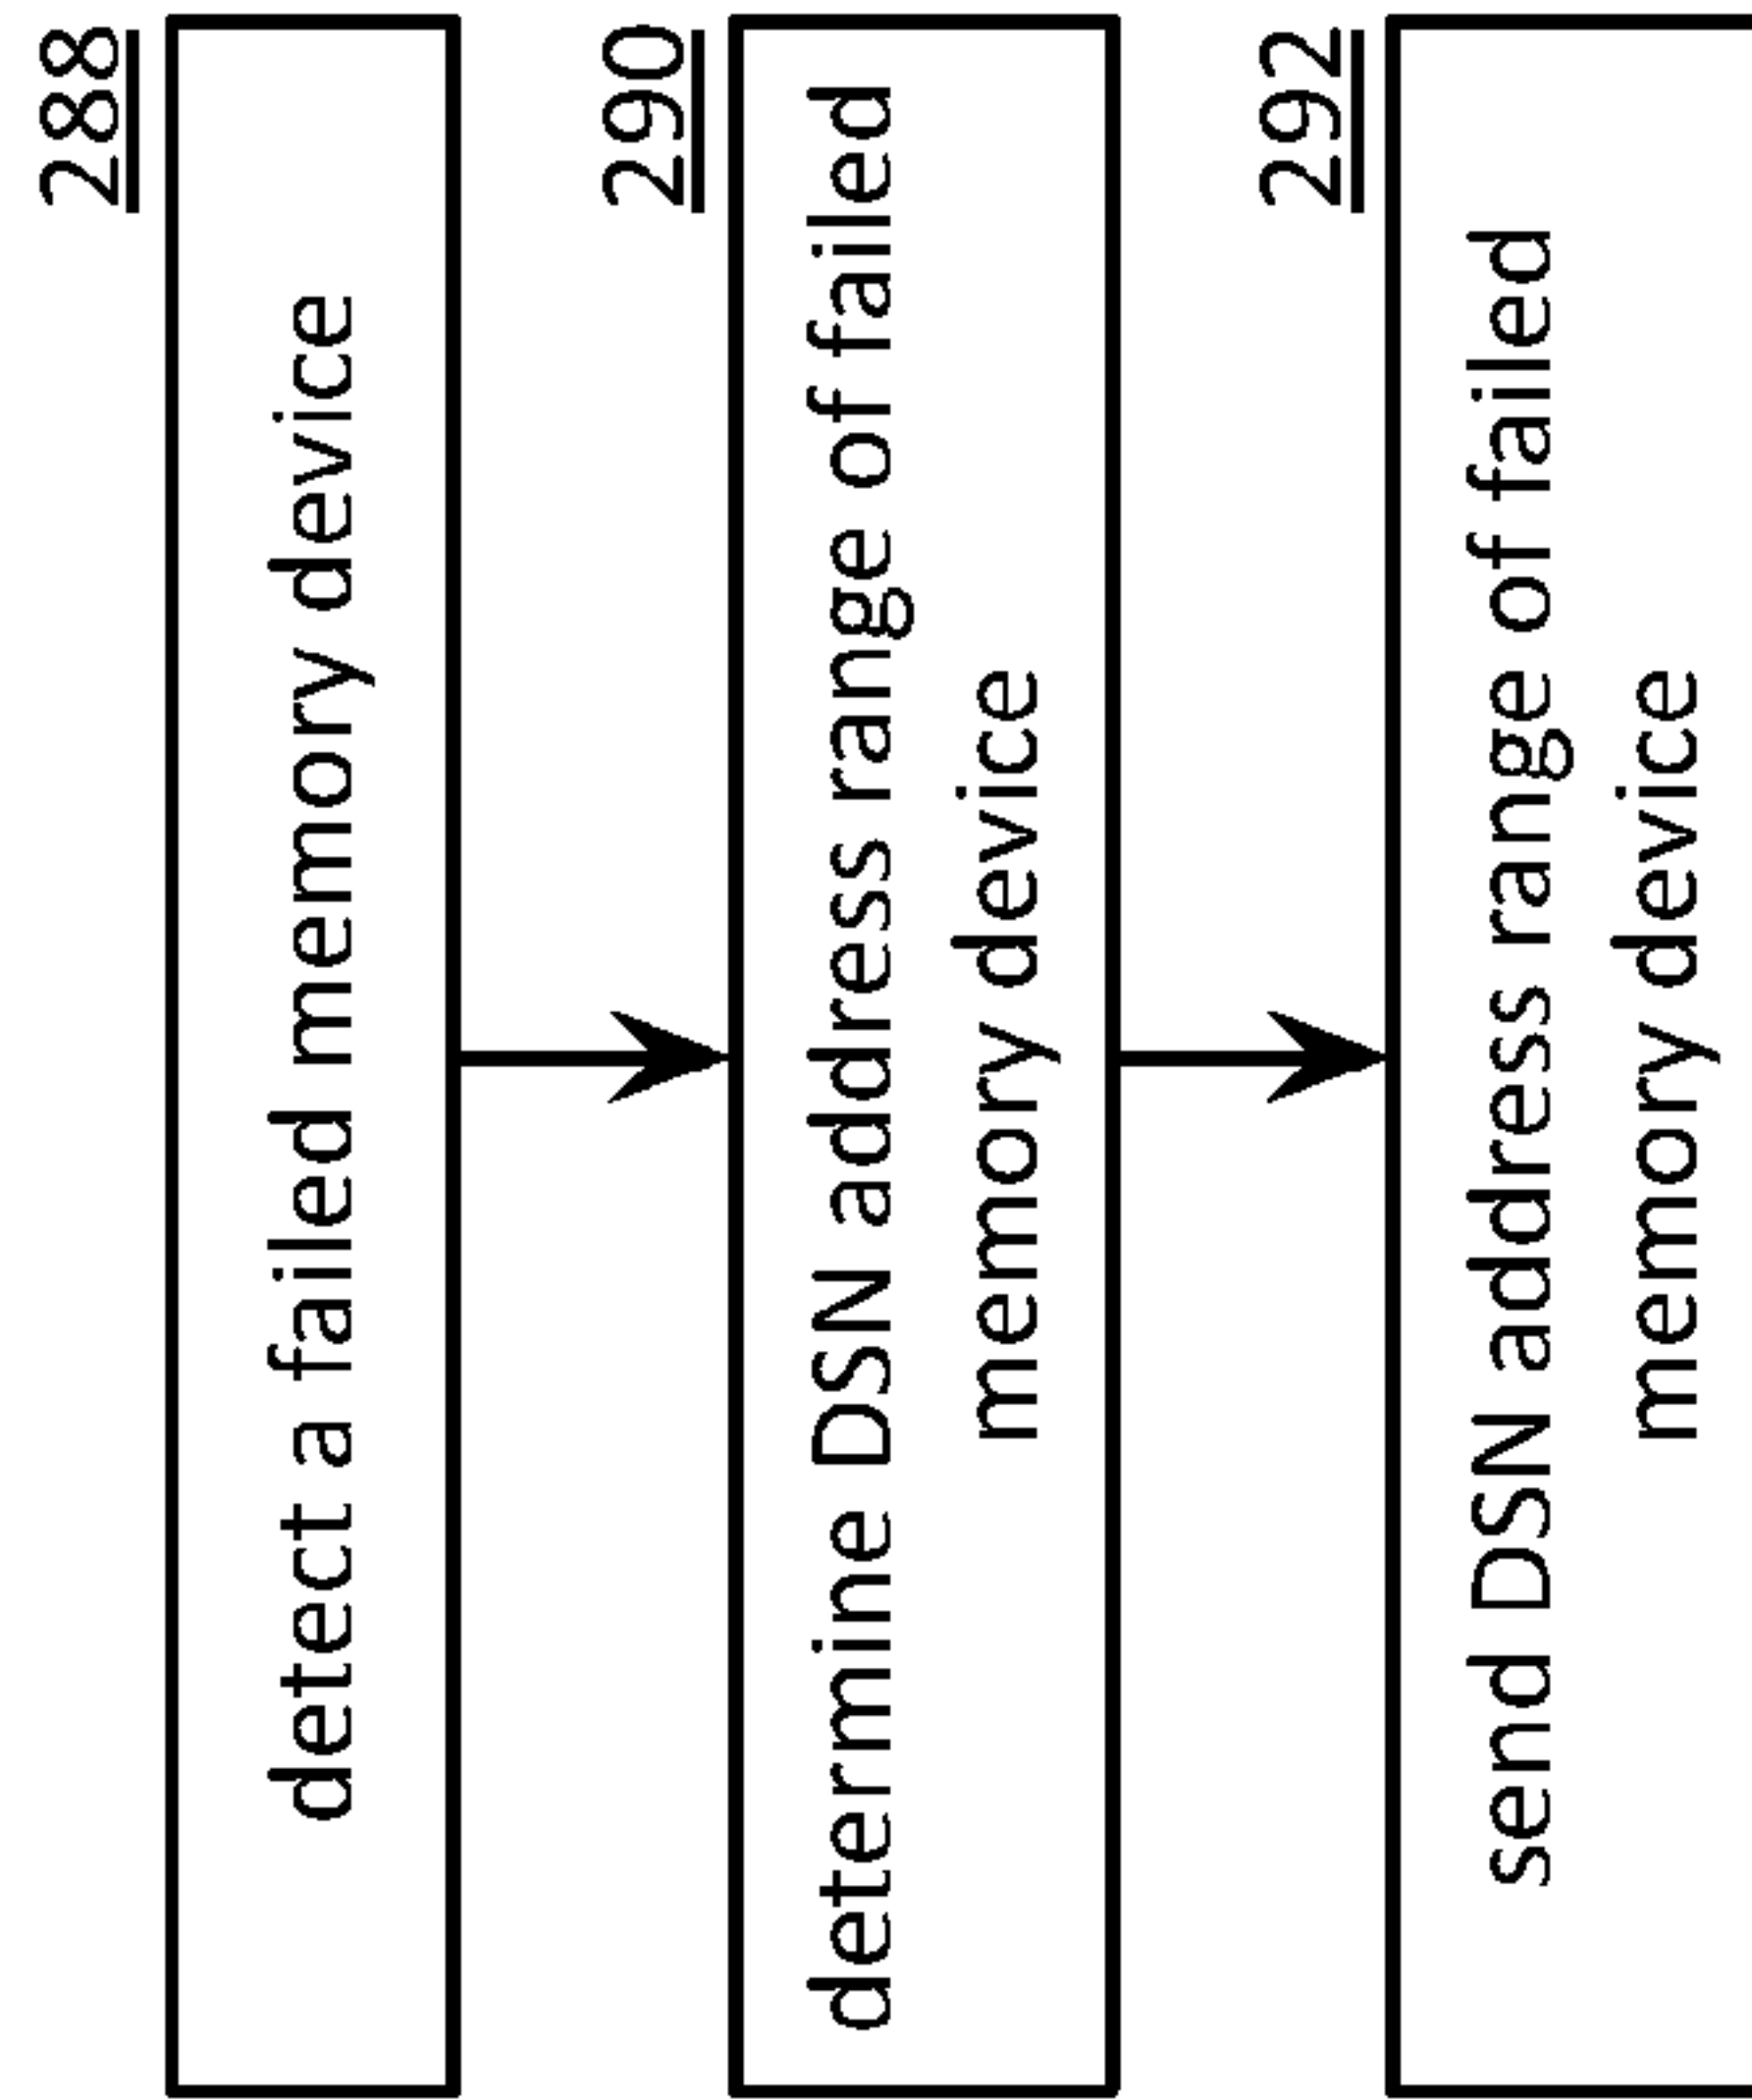 288
detect a failed memory device
290
determine DSN address range of failed
memory device
292
send DSN address range of failed
memory device